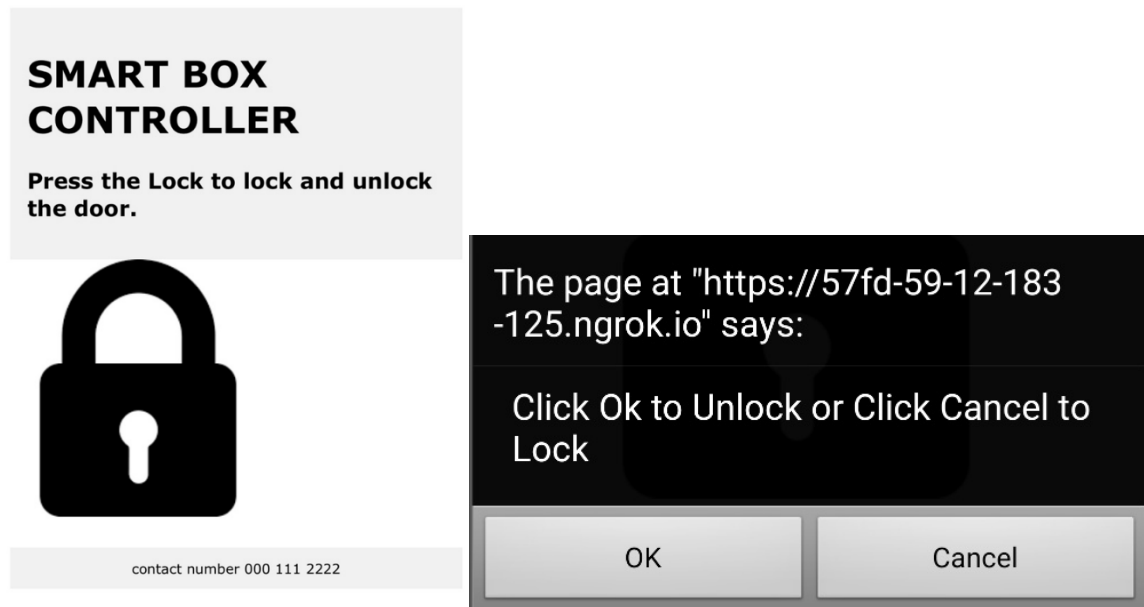 SMART BOX
CONTROLLER
Press the Lock to lock and unlock
the door.
contact number 000 111 2222
The page at "https://57fd-59-12-183
-125.ngrok.io" says:
Click Ok to Unlock or Click Cancel to
Lock
OK
Cancel